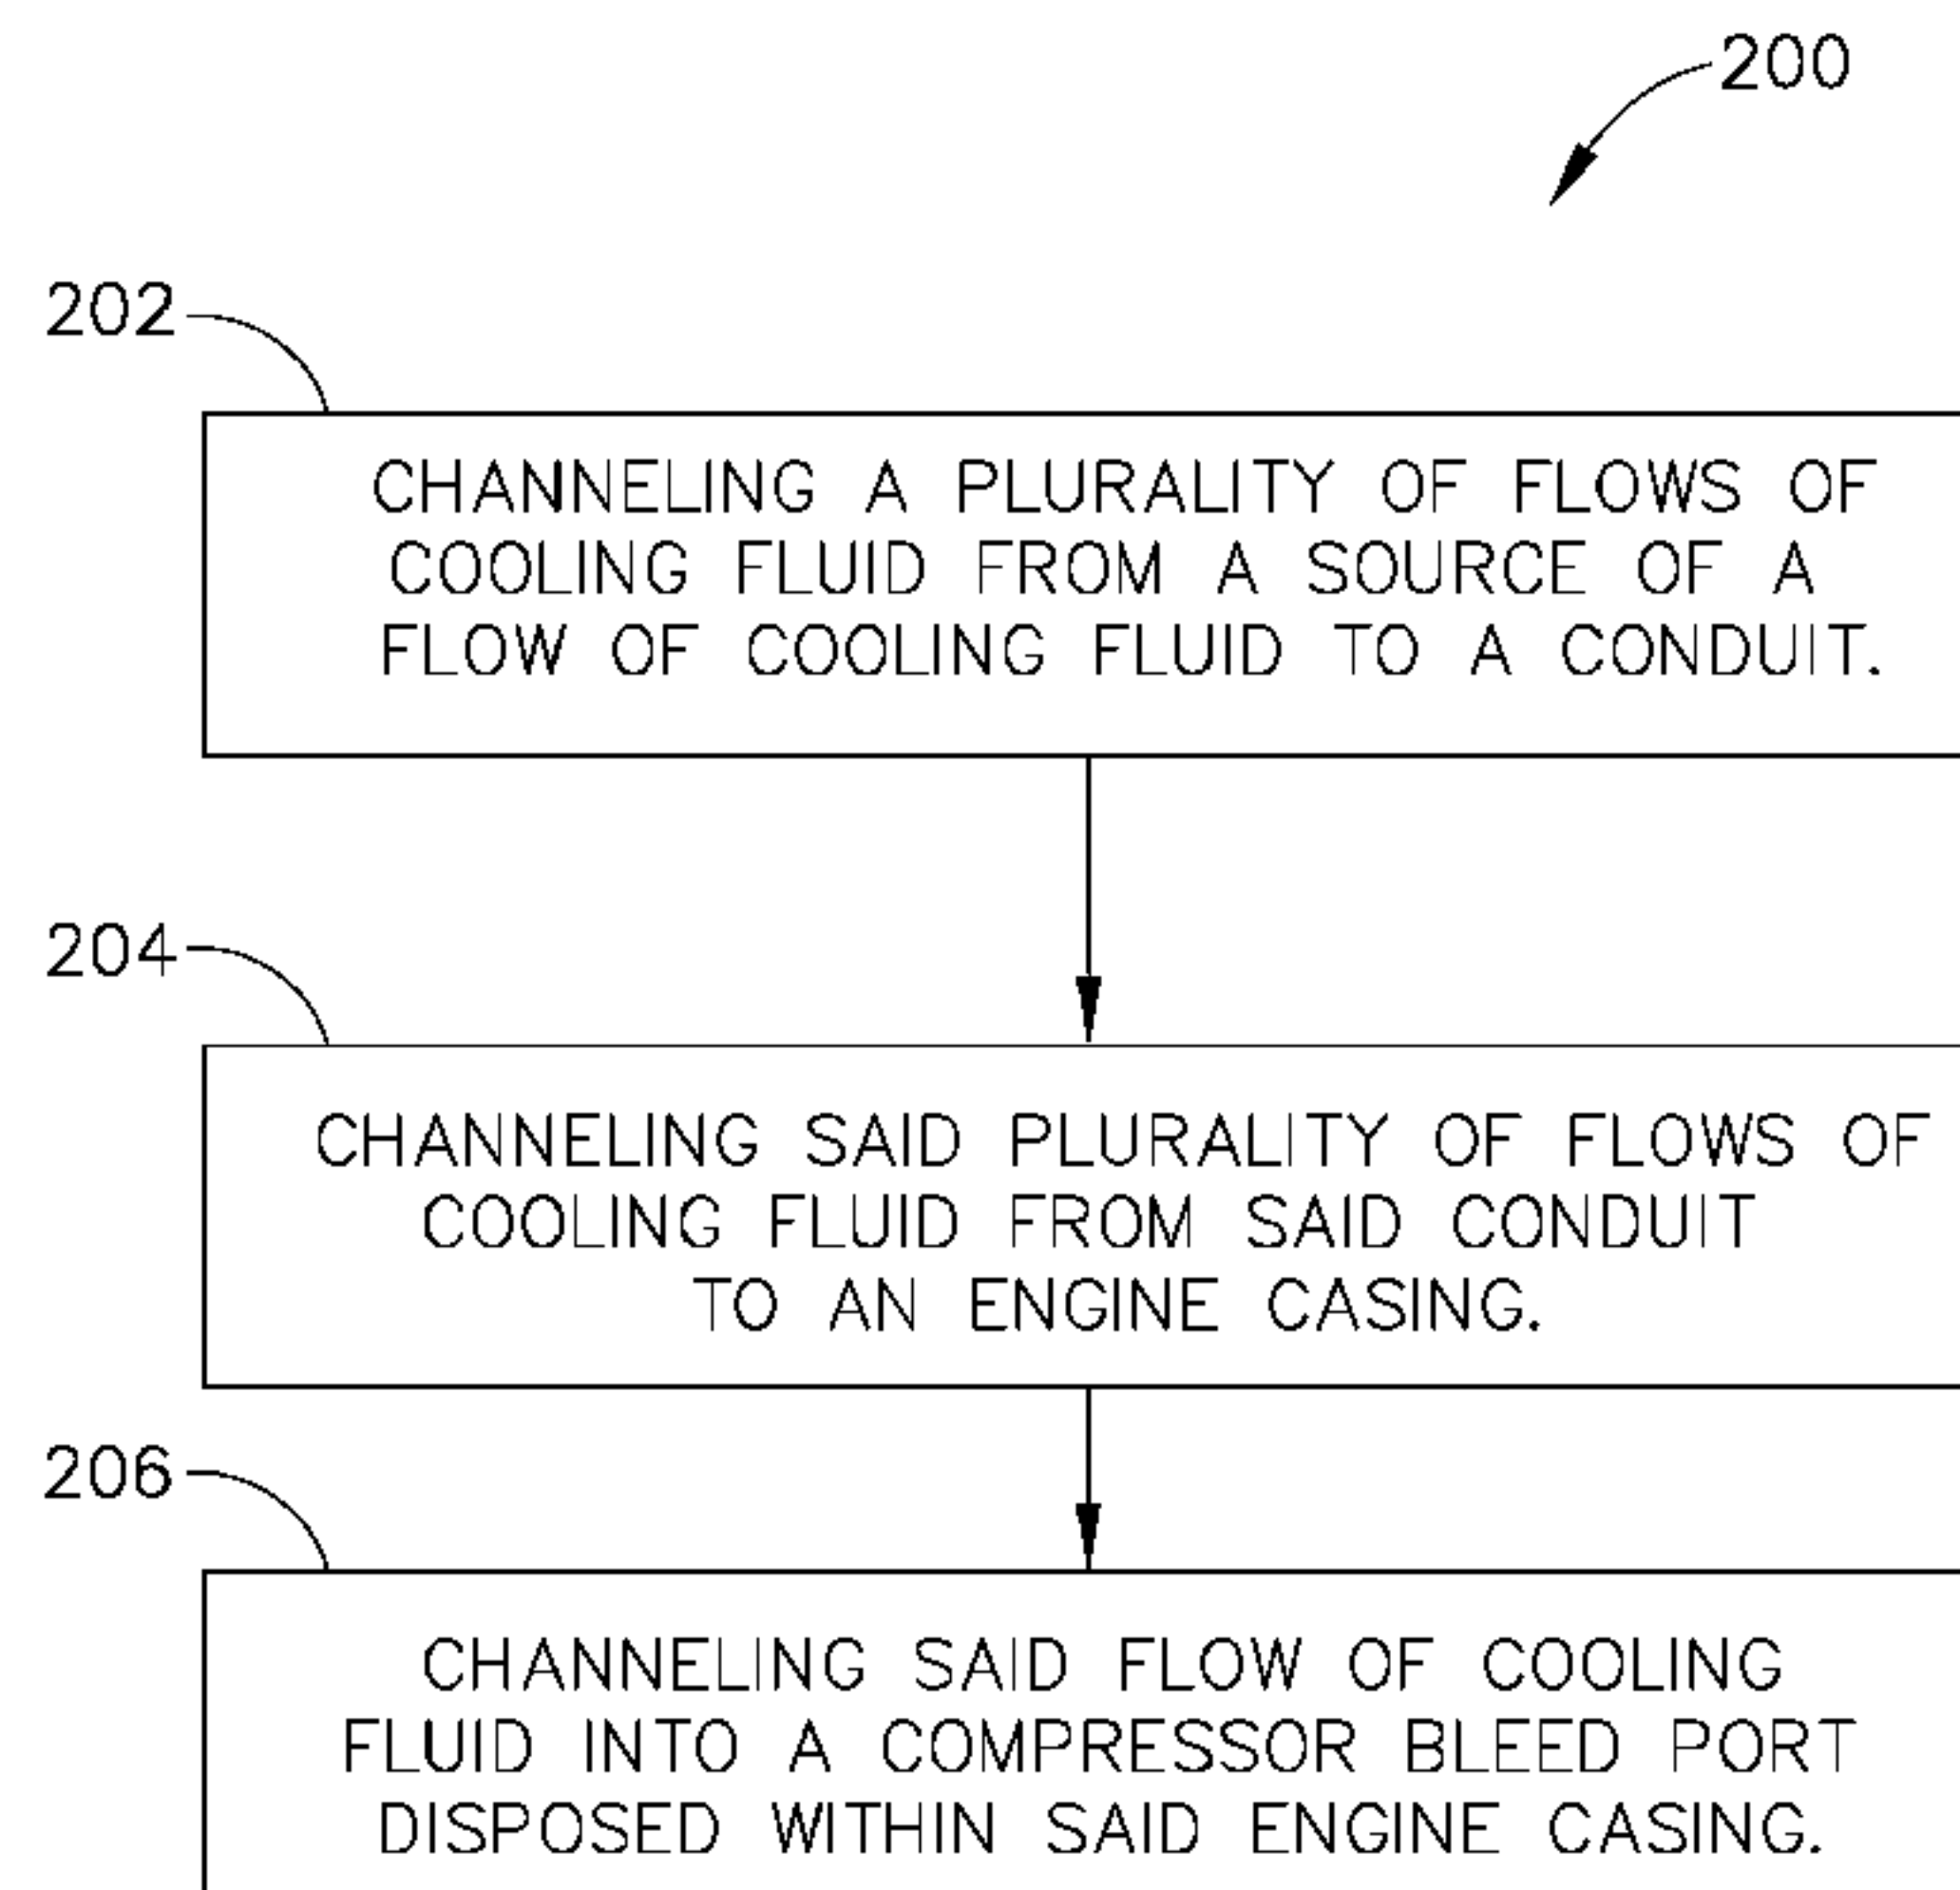 200
202
CHANNELING A PLURALITY OF FLOWS OF
COOLING FLUID FROM A SOURCE OF A
FLOW OF COOLING FLUID TO A CONDUIT.
204
CHANNELING SAID PLURALITY OF FLOWS OF
COOLING FLUID FROM SAID CONDUIT
TO AN ENGINE CASING.
206
CHANNELING SAID FLOW OF COOLING
FLUID INTO A COMPRESSOR BLEED PORT
DISPOSED WITHIN SAID ENGINE CASING.